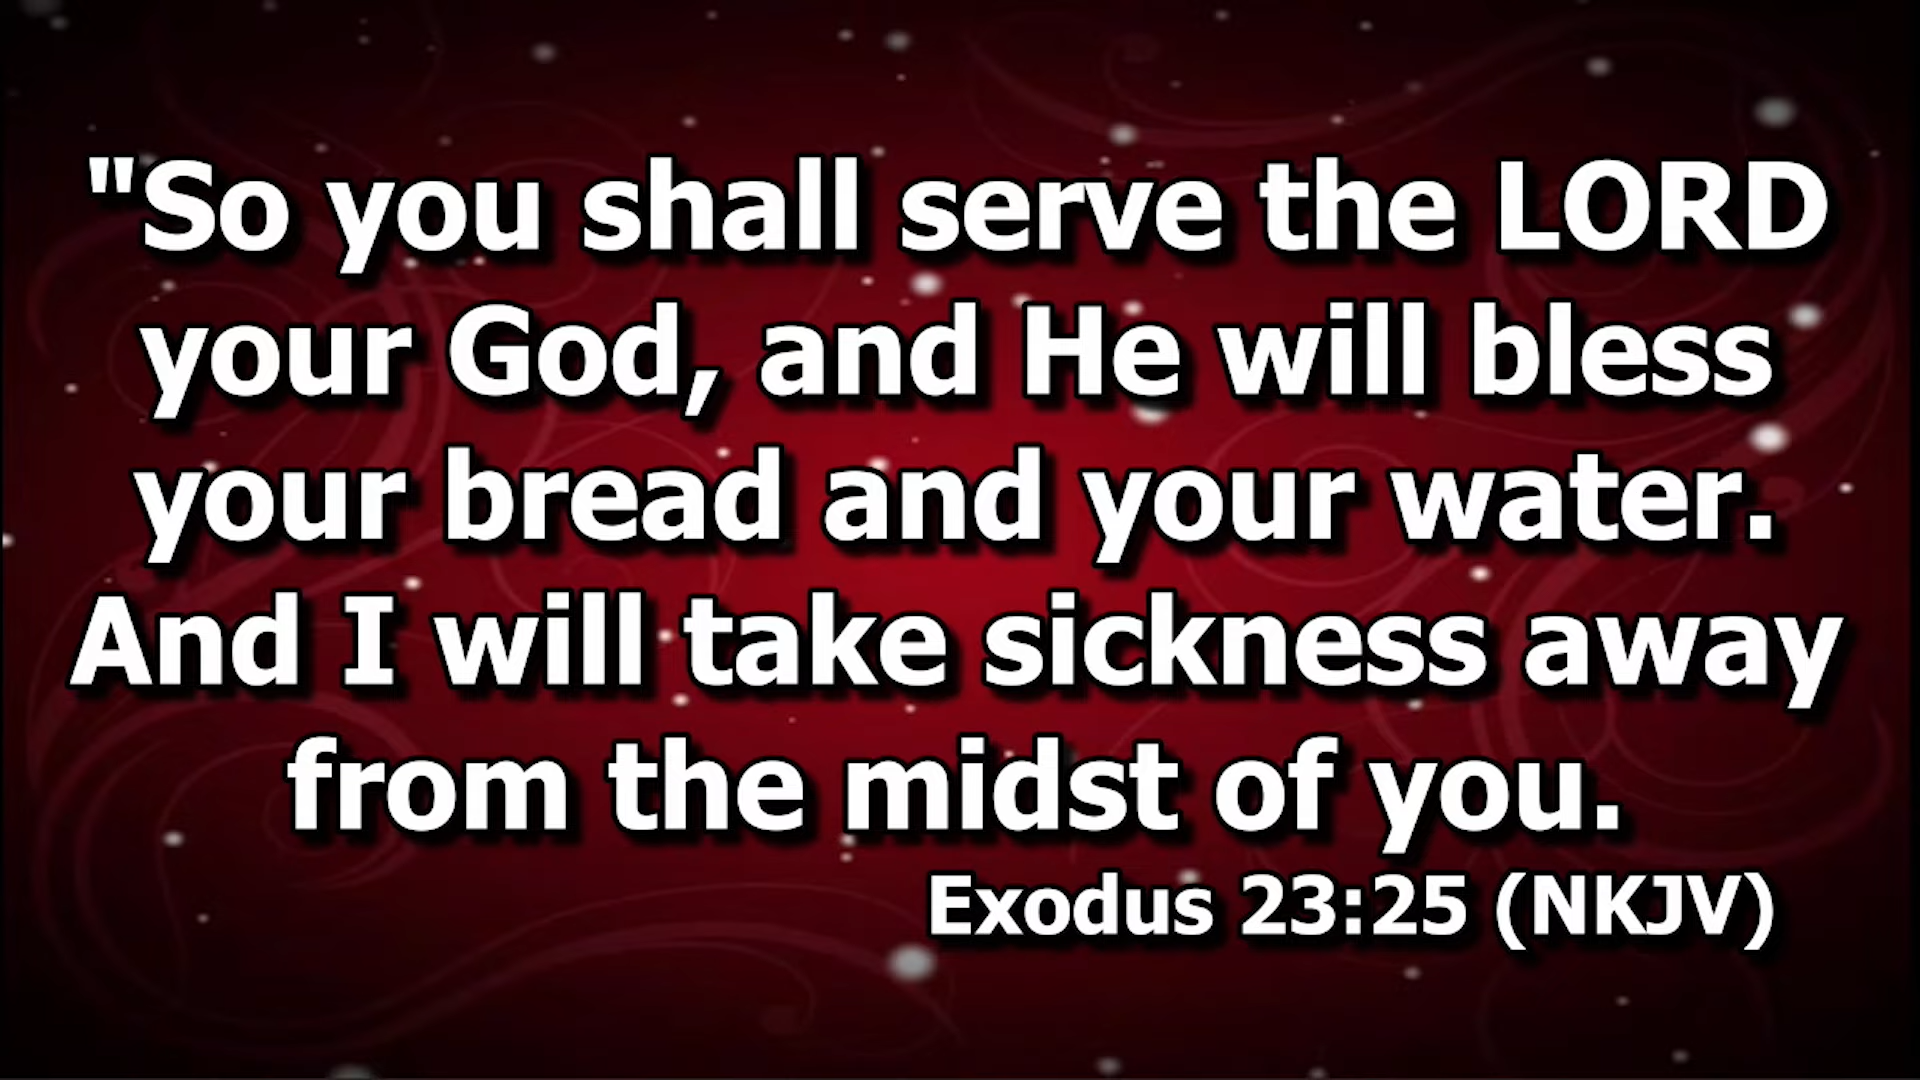 "So you shall serve the LORD
your God, and He will bless
your bread and your water.
And I will take sickness away
from the midst of you.
Exodus 23:25 (NKJV)